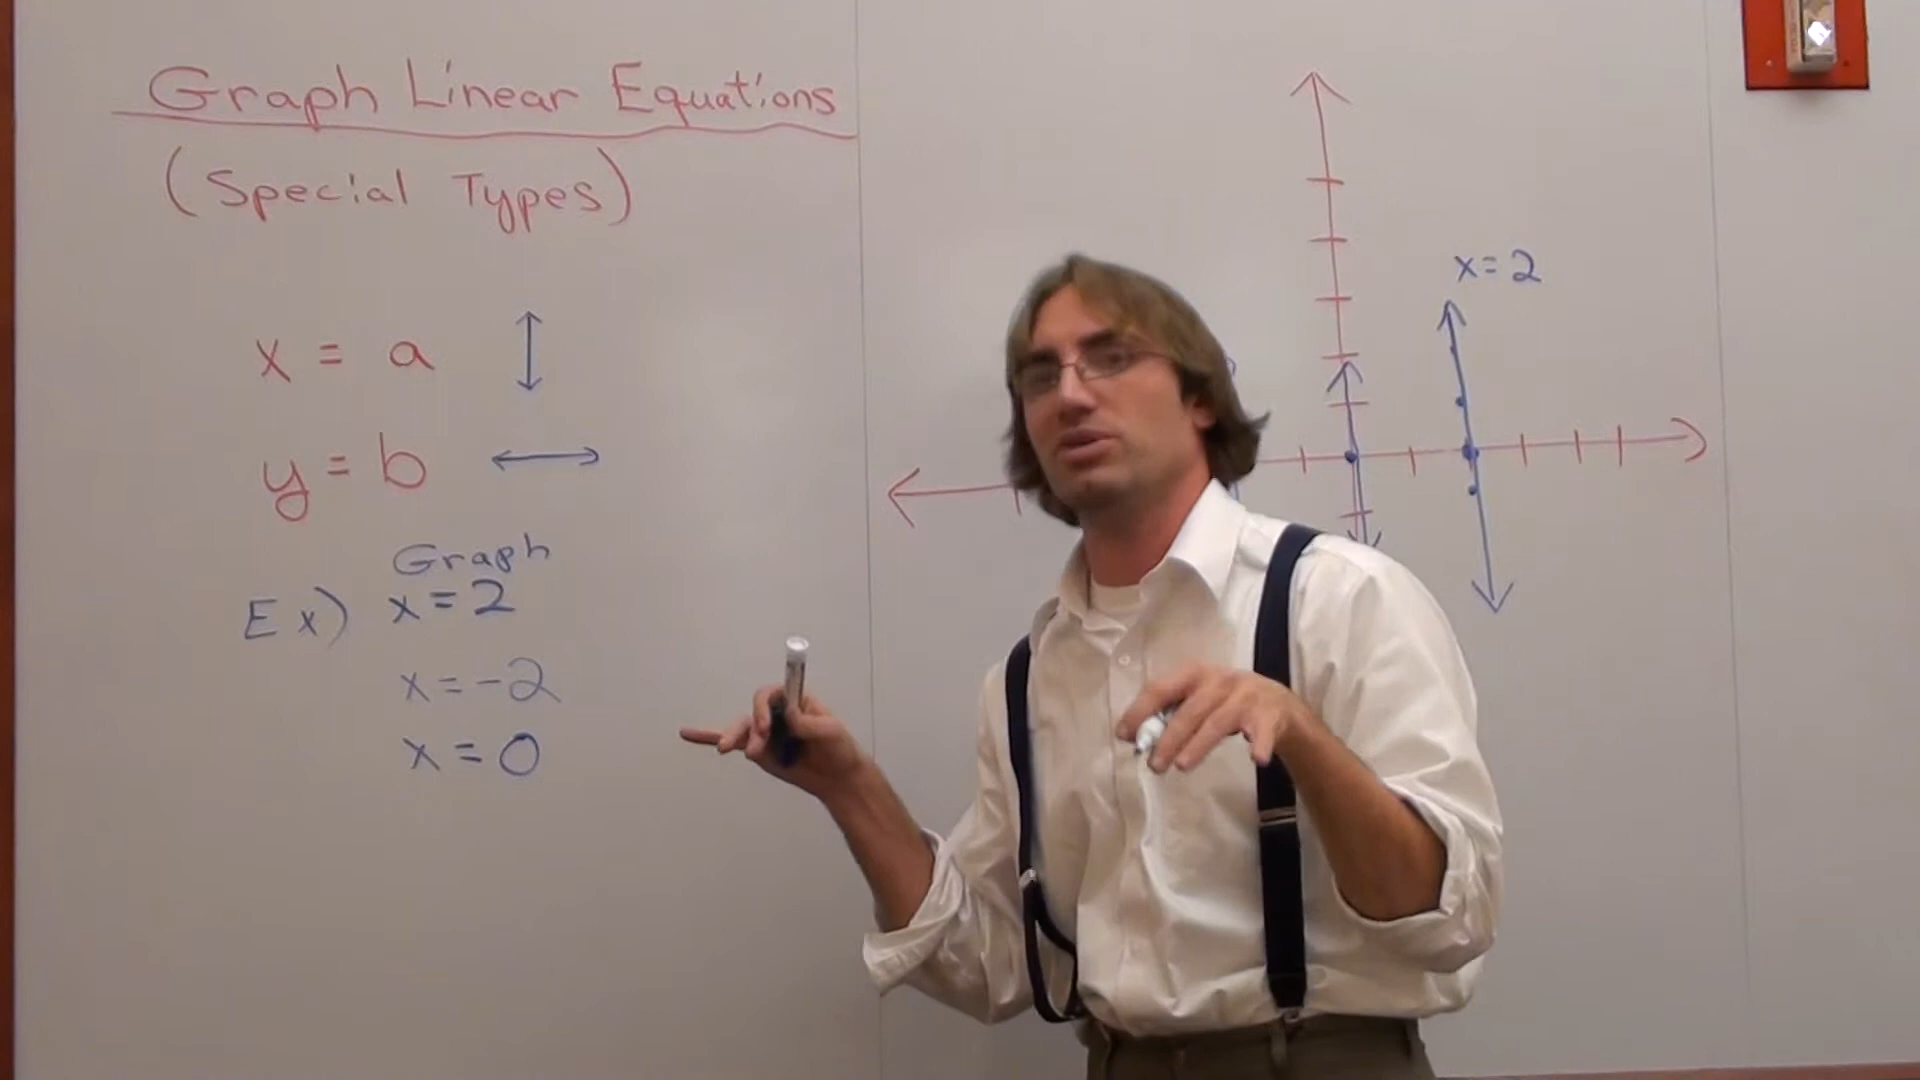 Graph Linear Equations
(Special Types)
x = a
y = b
Graph
Ex) x = 2
x = -2
x = 0
x = 2